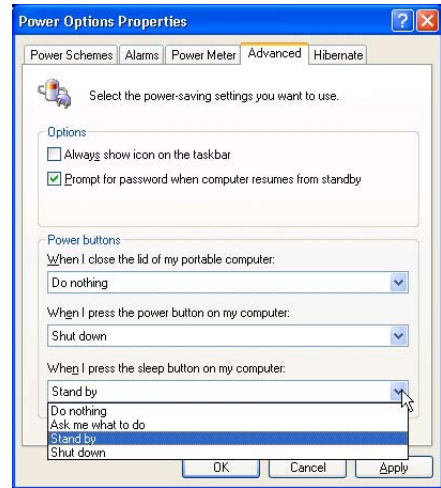 Power Options Properties
Power Schemes Alarms Power Meter Advanced Hibernate
Select the power-saving settings you want to use.
Options
Always show icon on the taskbar
Prompt for password when computer resumes from standby
Power buttons
When I close the lid of my portable computer:
Do nothing
When I press the power button on my computer:
Shut down
When I press the sleep button on my computer:
Stand by
Do nothing
Ask me what to do
Stand by
Shut down
OK Cancel Apply